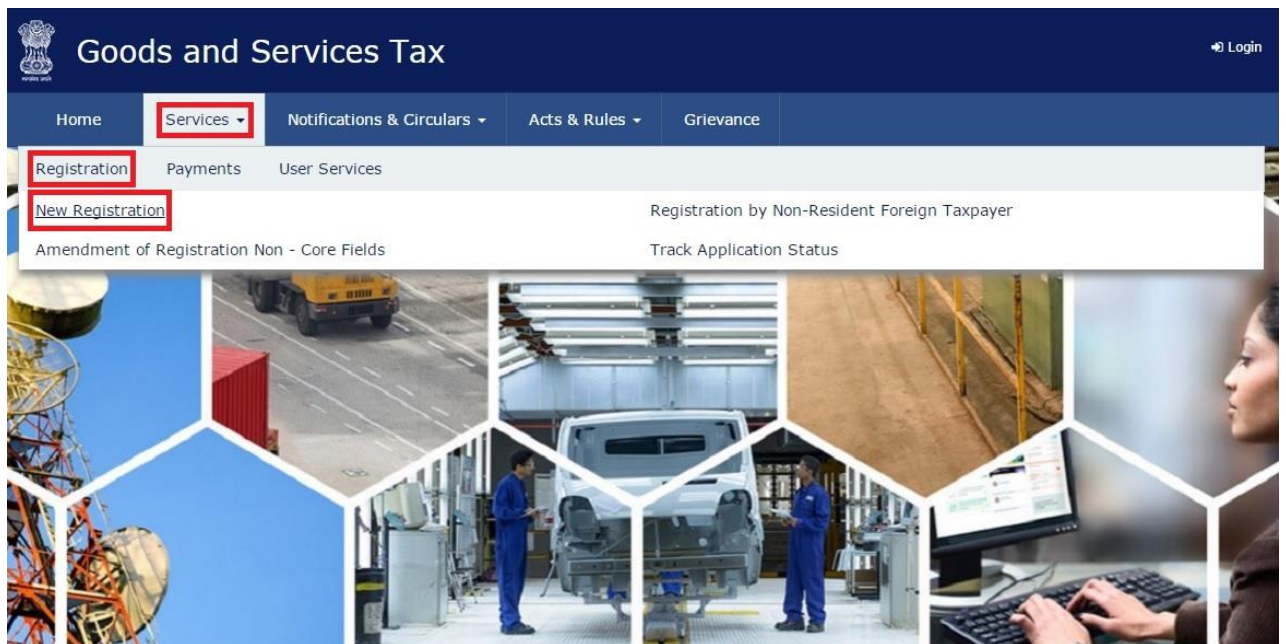 Goods and Services Tax
Login
Home Services Notifications & Circulars Acts & Rules Grievance
Registration Payments User Services
New Registration Registration by Non-Resident Foreign Taxpayer
Amendment of Registration Non - Core Fields Track Application Status